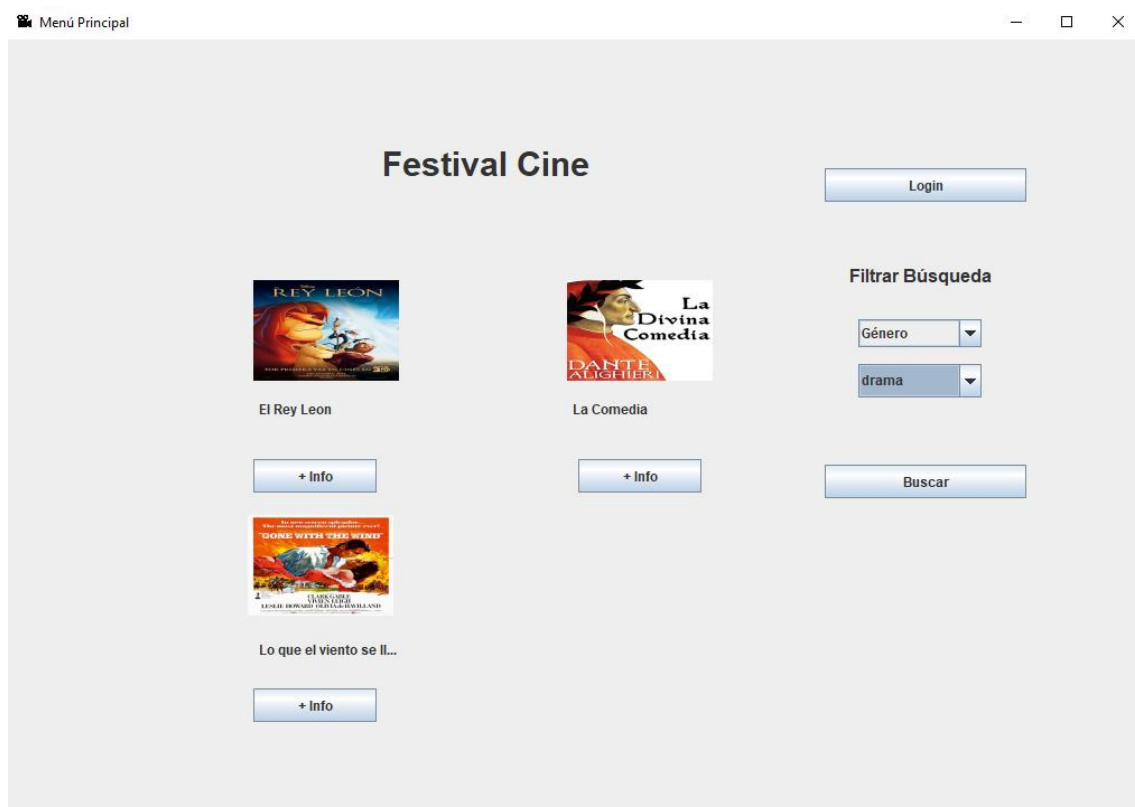 Menú Principal
Festival Cine
Login
Filtrar Búsqueda
Género
drama
Buscar
REY LEÓN
El Rey Leon
+ Info
La
Divina
Comedia
DANTE
ALIGHIERI
La Comedia
+ Info
"GONE WITH THE WIND"
CLARK GABLE
VIVIEN LEIGH
LESLIE HOWARD OLIVIA de HAVILLAND
Lo que el viento se ll...
+ Info